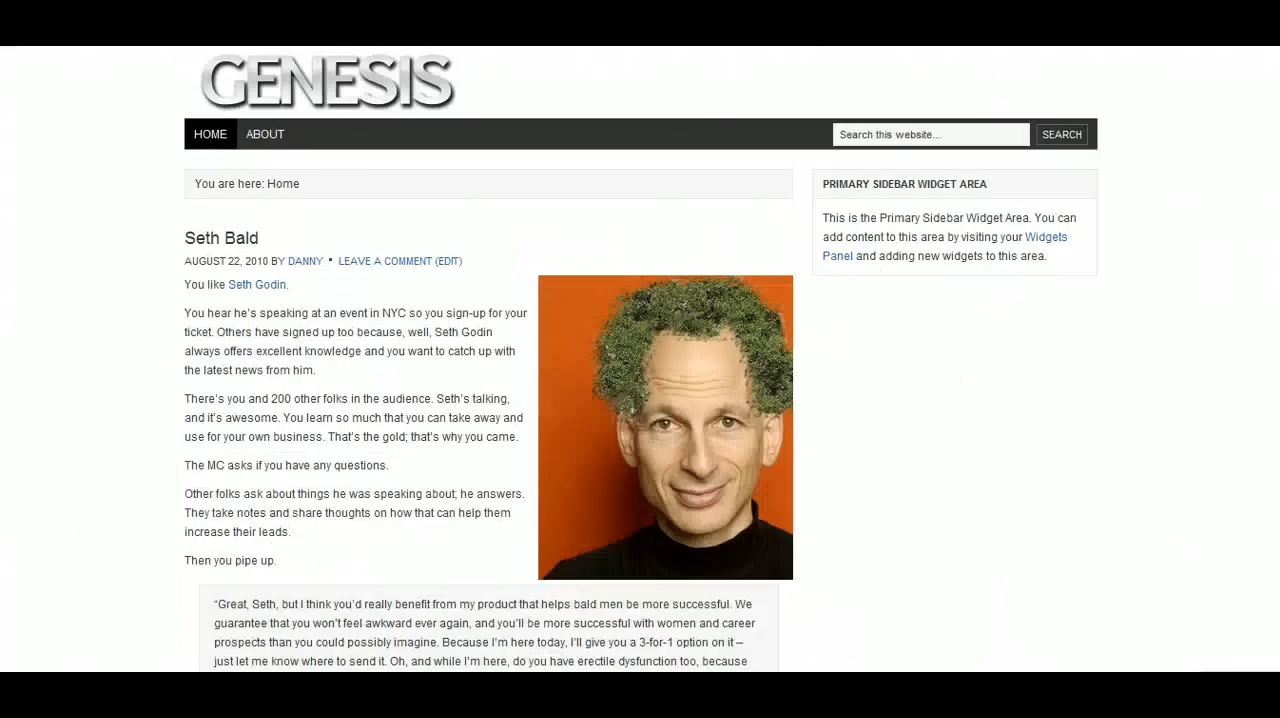 GENESIS
HOME ABOUT Search this website... SEARCH
You are here: Home
PRIMARY SIDEBAR WIDGET AREA
This is the Primary Sidebar Widget Area. You can
add content to this area by visiting your Widgets
Panel and adding new widgets to this area.
Seth Bald
AUGUST 22, 2010 BY DANNY • LEAVE A COMMENT (EDIT)
You like Seth Godin.
You hear he's speaking at an event in NYC so you sign-up for your
ticket. Others have signed up too because, well, Seth Godin
always offers excellent knowledge and you want to catch up with
the latest news from him.
There's you and 200 other folks in the audience. Seth's talking,
and it's awesome. You learn so much that you can take away and
use for your own business. That's the gold; that's why you came.
The MC asks if you have any questions.
Other folks ask about things he was speaking about; he answers.
They take notes and share thoughts on how that can help them
increase their leads.
Then you pipe up.
“Great, Seth, but I think you'd really benefit from my product that helps bald men be more successful. We
guarantee that you won't feel awkward ever again, and you'll be more successful with women and career
prospects than you could possibly imagine. Because I'm here today, I'll give you a 3-for-1 option on it –
just let me know where to send it. Oh, and while I'm here, do you have erectile dysfunction too, because